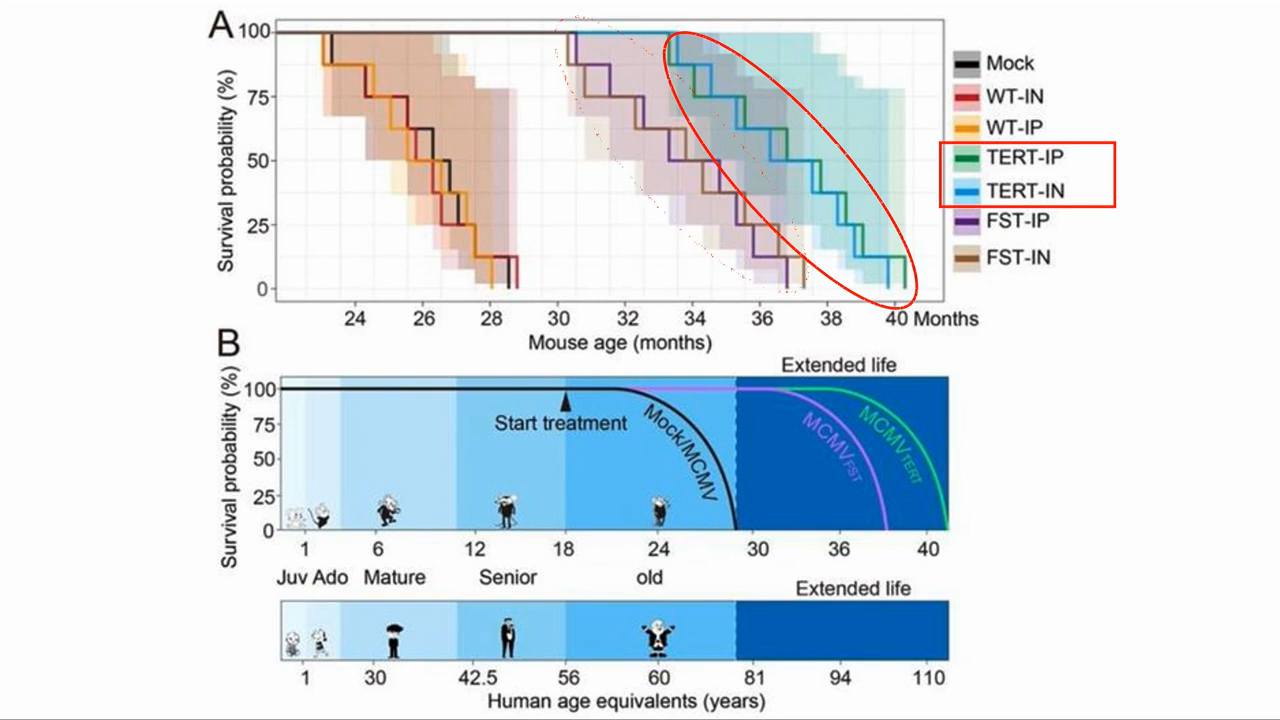 A
100
75
50
25
0
Survival probability (%)
24 26 28 30 32 34 36 38 40 Months
Mouse age (months)
Mock
WT-IN
WT-IP
TERT-IP
TERT-IN
FST-IP
FST-IN
B
Extended life
100
75
50
25
0
Survival probability (%)
Start treatment
Mock/MCMV
MCMVFST
MCMVTERT
1 6 12 18 24 30 36 40
Juv Ado Mature Senior old
Extended life
1 30 42.5 56 60 81 94 110
Human age equivalents (years)